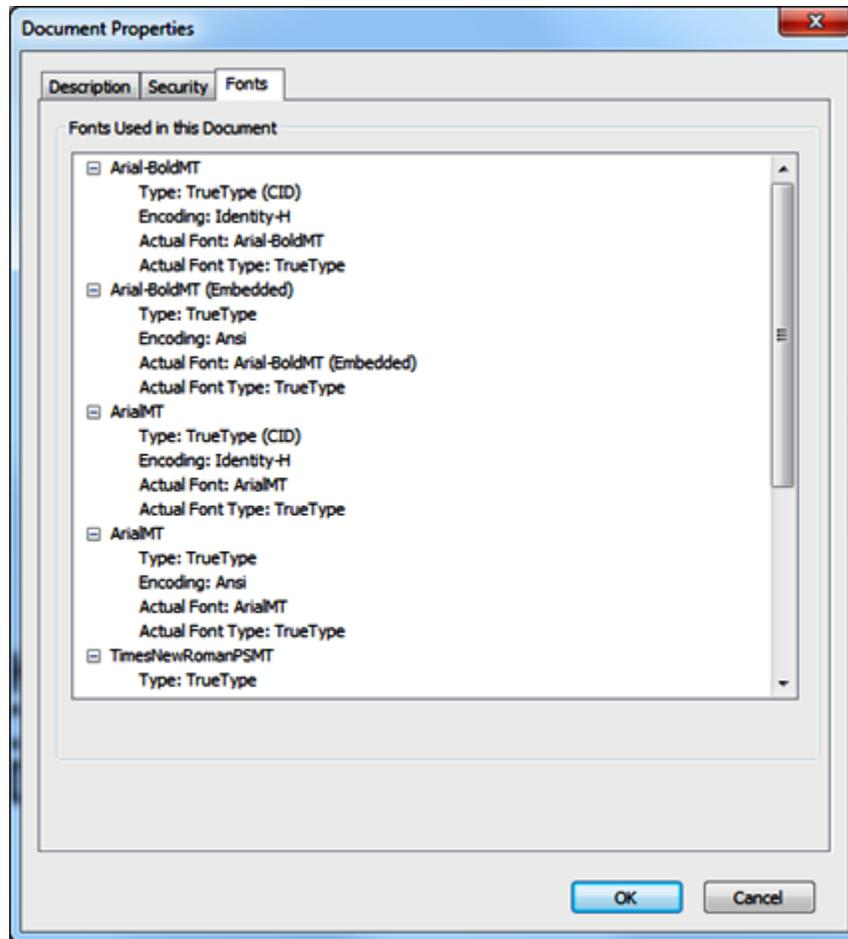 Document Properties
Description Security Fonts
Fonts Used in this Document
Arial-BoldMT
Type: TrueType (CID)
Encoding: Identity-H
Actual Font: Arial-BoldMT
Actual Font Type: TrueType
Arial-BoldMT (Embedded)
Type: TrueType
Encoding: Ansi
Actual Font: Arial-BoldMT (Embedded)
Actual Font Type: TrueType
ArialMT
Type: TrueType (CID)
Encoding: Identity-H
Actual Font: ArialMT
Actual Font Type: TrueType
ArialMT
Type: TrueType
Encoding: Ansi
Actual Font: ArialMT
Actual Font Type: TrueType
TimesNewRomanPSMT
Type: TrueType
OK Cancel